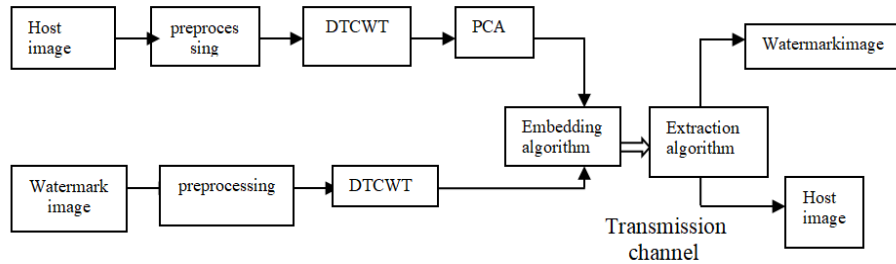 Host
image
preproces
sing
DTCWT
PCA
Watermarkimage
Embedding
algorithm
Extraction
algorithm
Watermark
image
preprocessing
DTCWT
Transmission
channel
Host
image